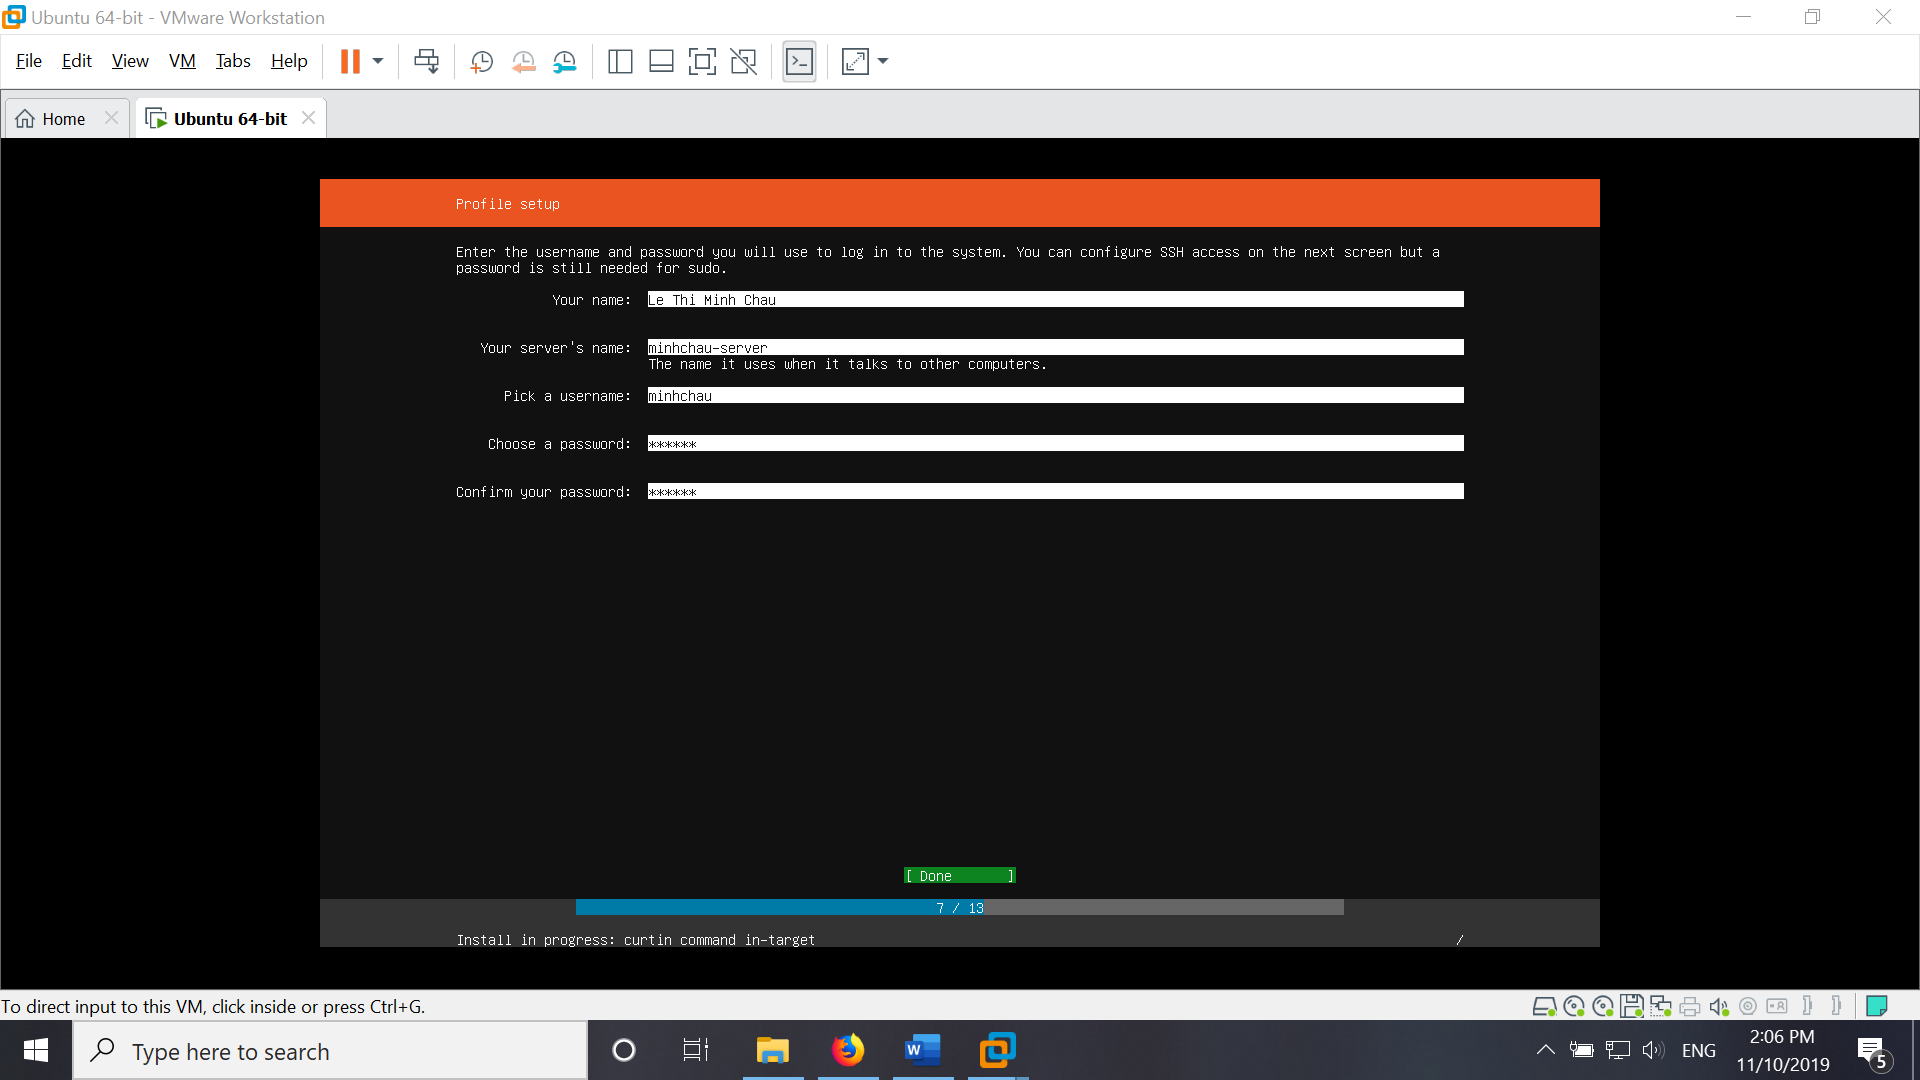 Ubuntu 64-bit - VMware Workstation
File Edit View VM Tabs Help
Home Ubuntu 64-bit
Profile setup
Enter the username and password you will use to log in to the system. You can configure SSH access on the next screen but a
password is still needed for sudo.
Your name: Le Thi Minh Chau
Your server's name: minhchau-server
The name it uses when it talks to other computers.
Pick a username: minhchau
Choose a password: ******
Confirm your password: ******
[ Done ]
7 / 13
Install in progress: curtin command in-target /
To direct input to this VM, click inside or press Ctrl+G.
Type here to search
W
ENG
2:06 PM
11/10/2019
5